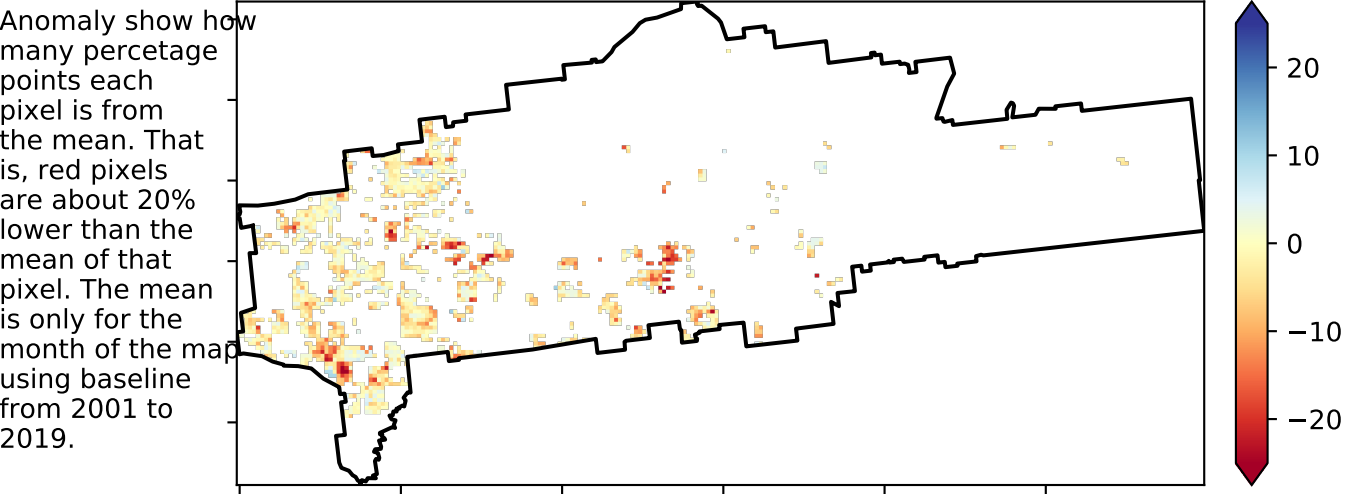 Anomaly show how
many percetage
points each
pixel is from
the mean. That
is, red pixels
are about 20%
lower than the
mean of that
pixel. The mean
is only for the
month of the map
using baseline
from 2001 to
2019.
20
10
0
−10
−20